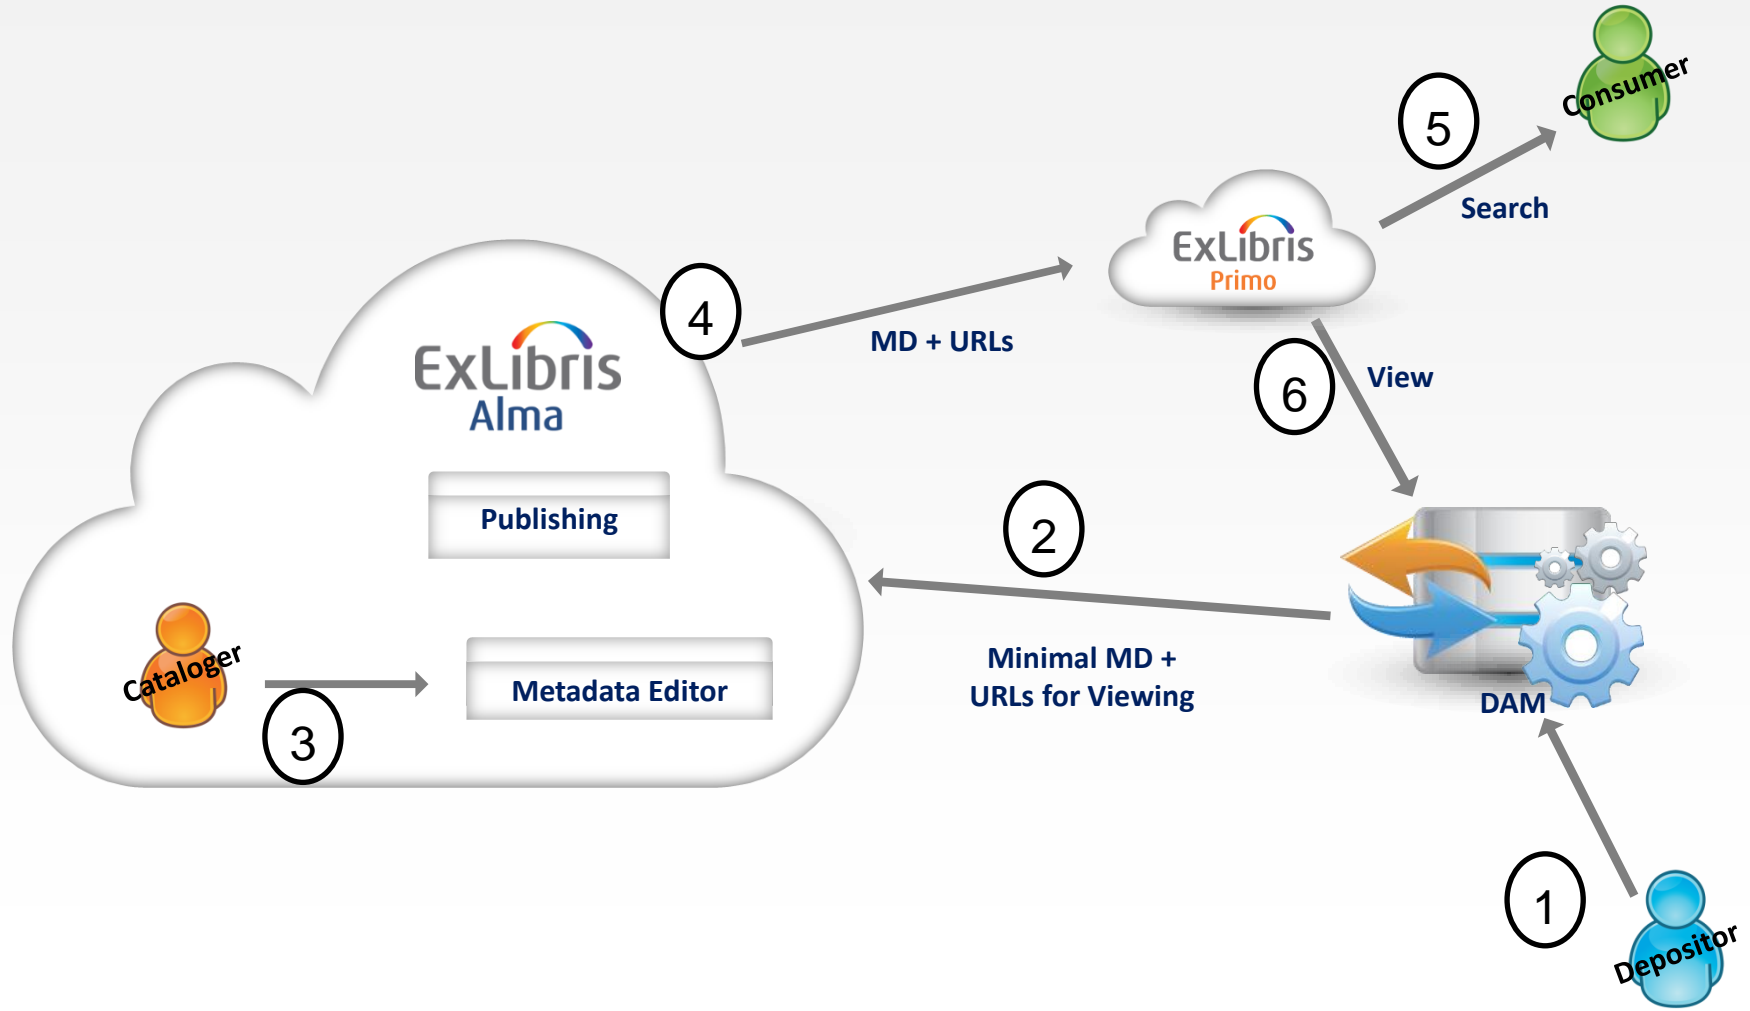 Consumer
5
Search
ExLibris
Primo
4
MD + URLs
6
View
ExLibris
Alma
Publishing
2
Minimal MD +
URLs for Viewing
Cataloger
3
Metadata Editor
DAM
1
Depositor